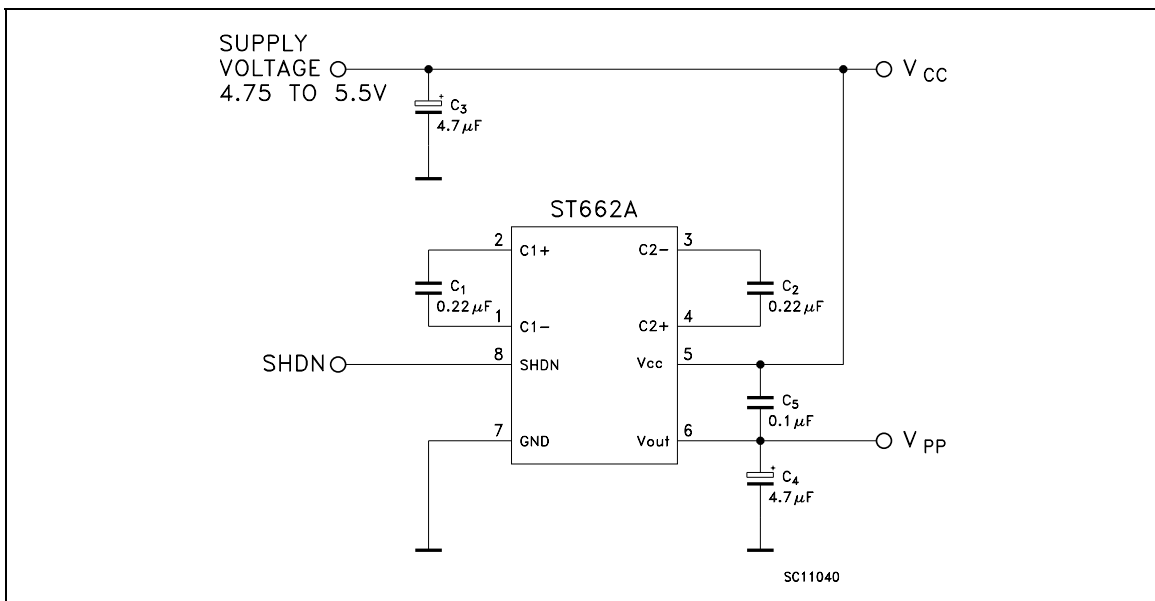 SUPPLY
VOLTAGE
4.75 TO 5.5V
V CC
+
C3
4.7µF
ST662A
2
C1+
C2-
3
C1
0.22µF
C2
0.22µF
1
C1-
C2+
4
SHDN
8
SHDN
Vcc
5
C5
0.1µF
7
GND
Vout
6
V PP
+
C4
4.7µF
SC11040